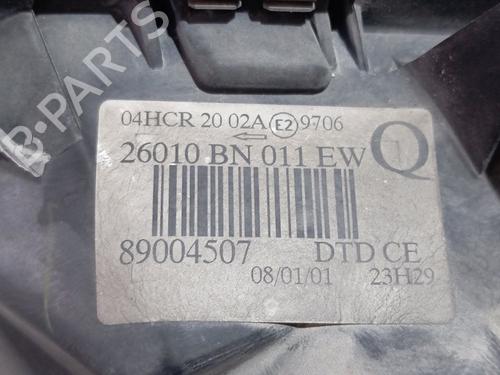 B-PARTS
04HCR 20 02A E2 9706
26010 BN 011 EW Q
89004507 DTD CE
08/01/01 23H29